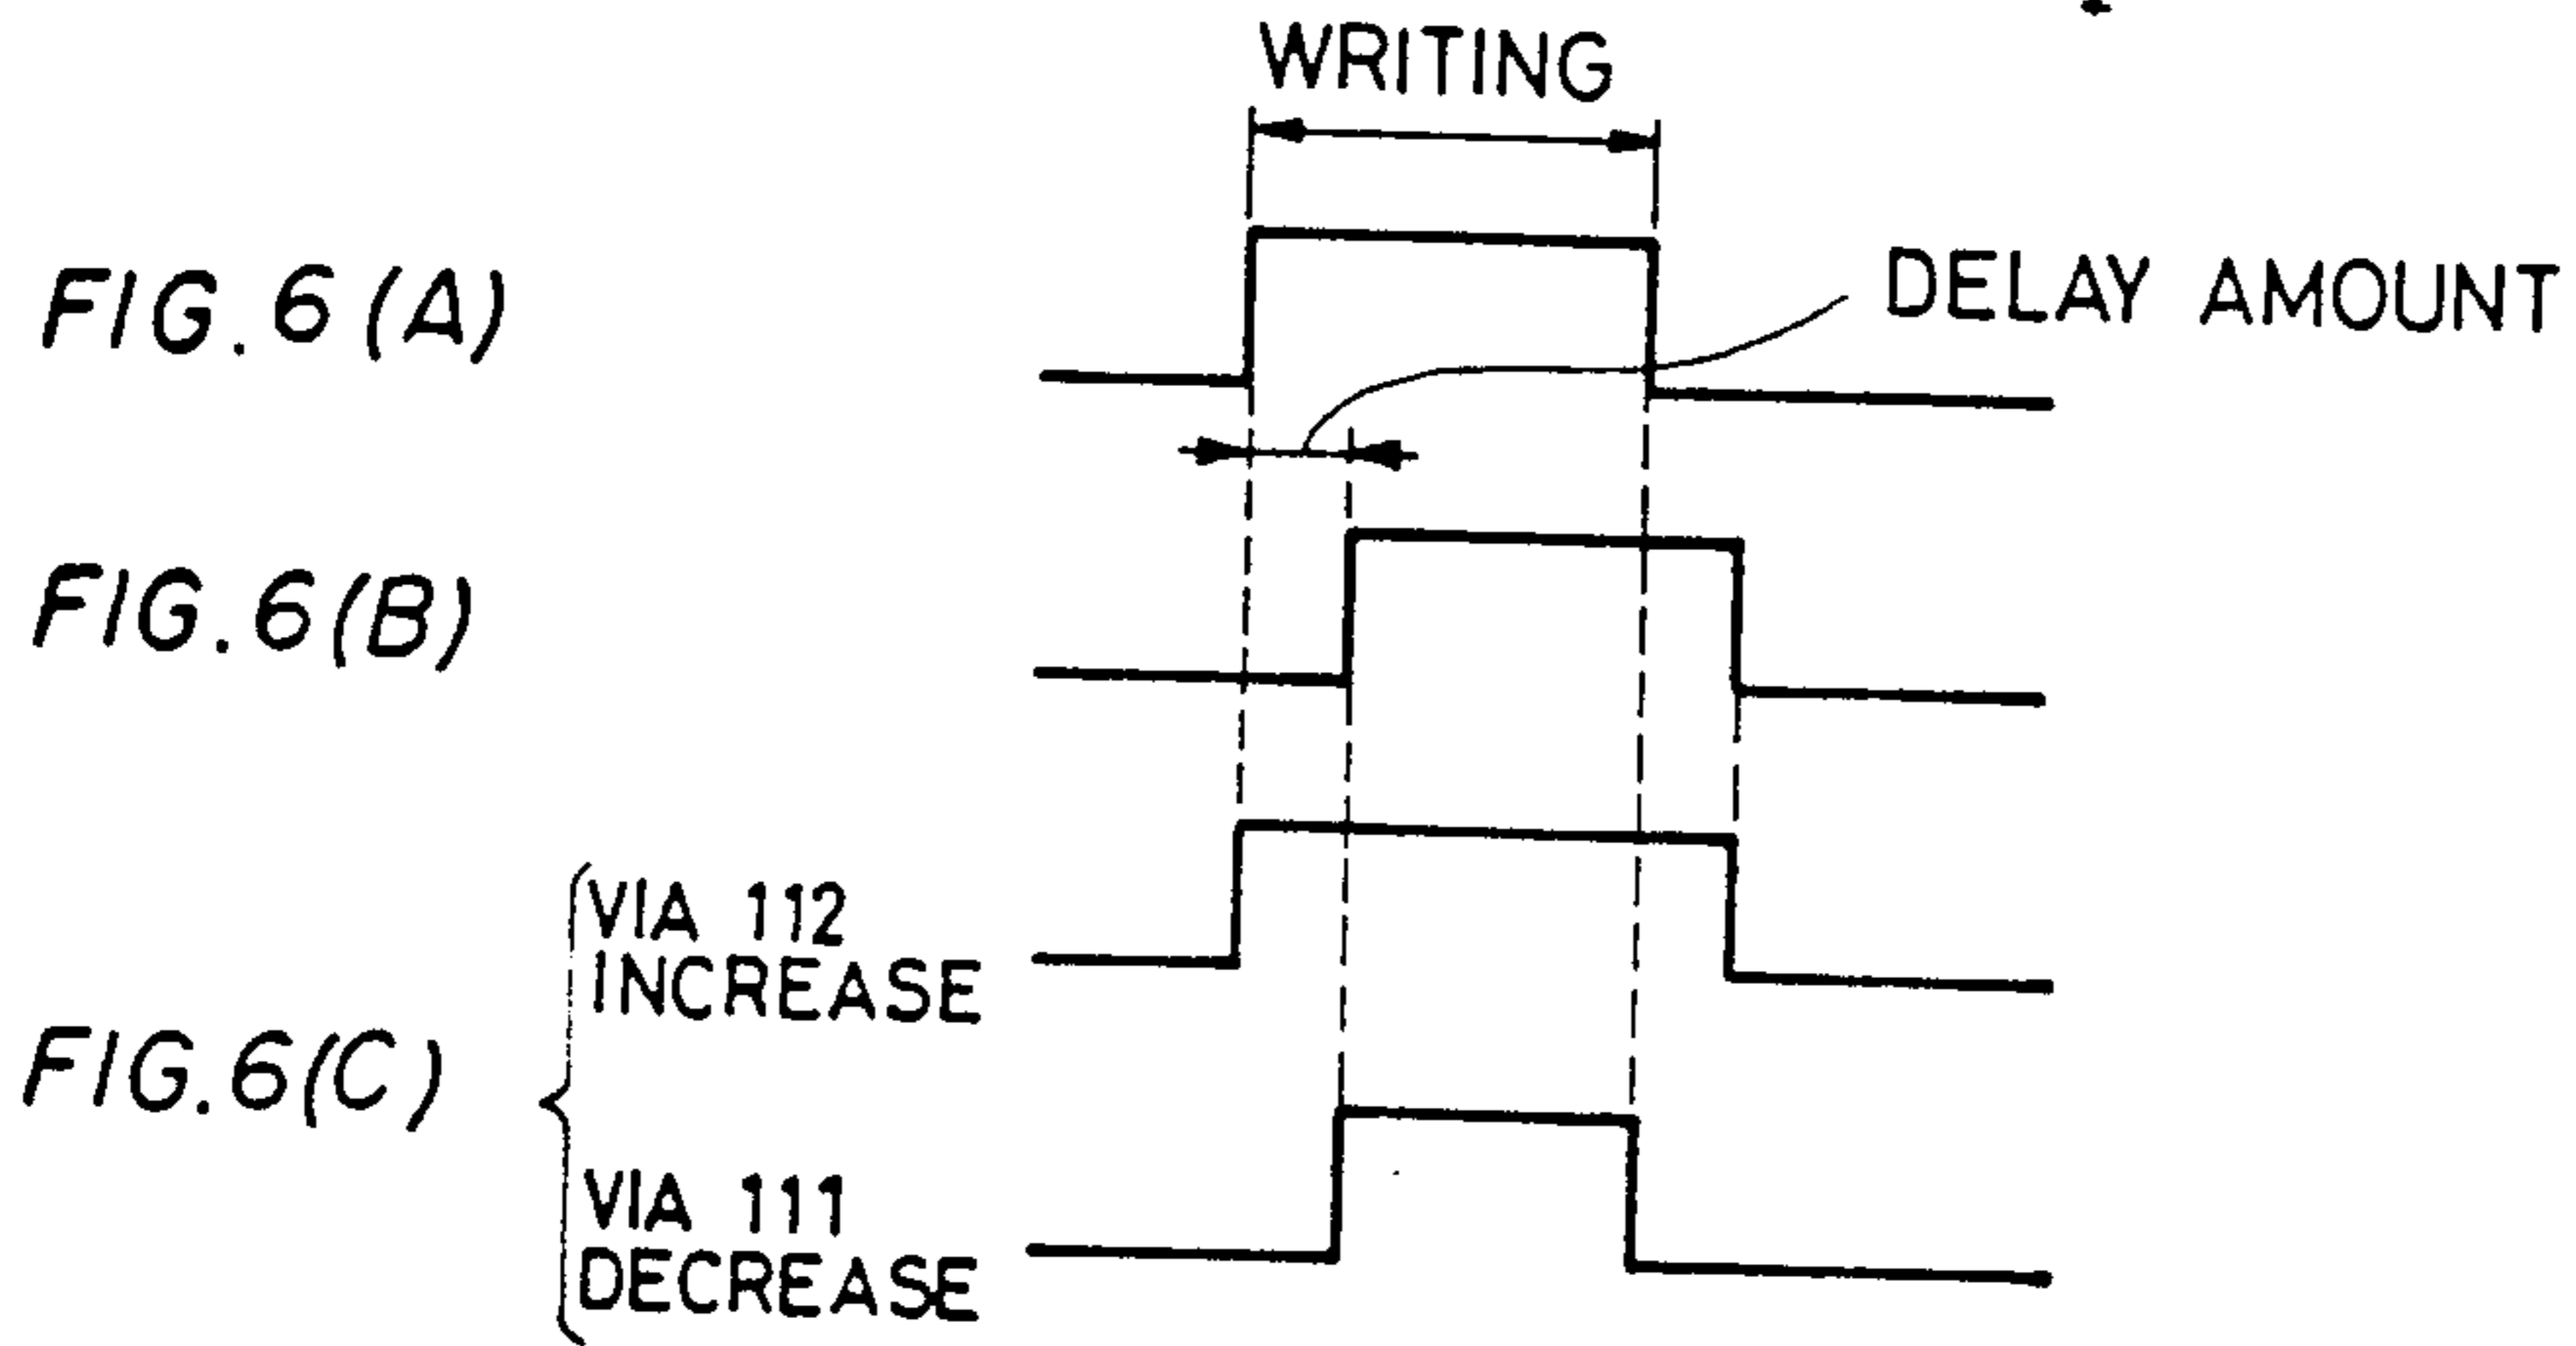 WRITING
FIG. 6 (A)
DELAY AMOUNT
FIG. 6 (B)
VIA 112
INCREASE
FIG. 6 (C)
VIA 111
DECREASE